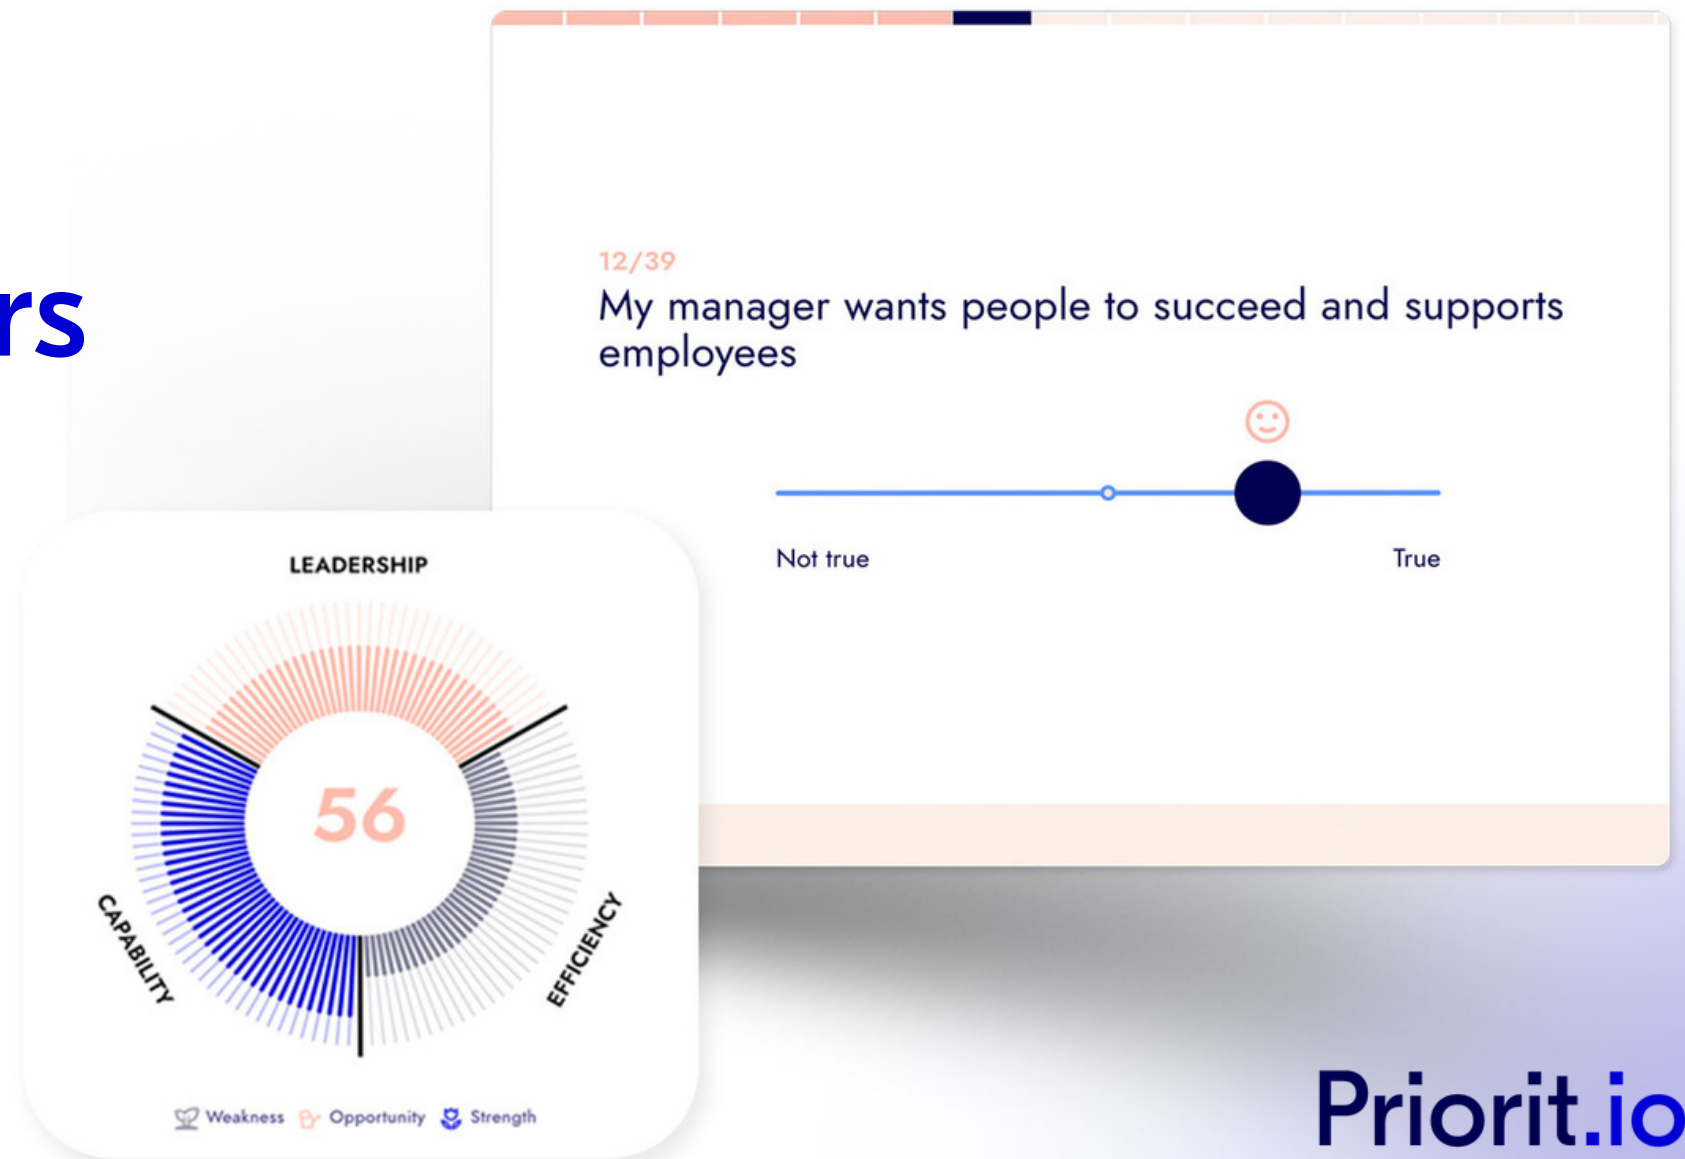 rs
12/39
My manager wants people to succeed and supports
employees
Not true
True
LEADERSHIP
56
CAPABILITY
EFFICIENCY
Weakness
Opportunity
Strength
Priorit.io